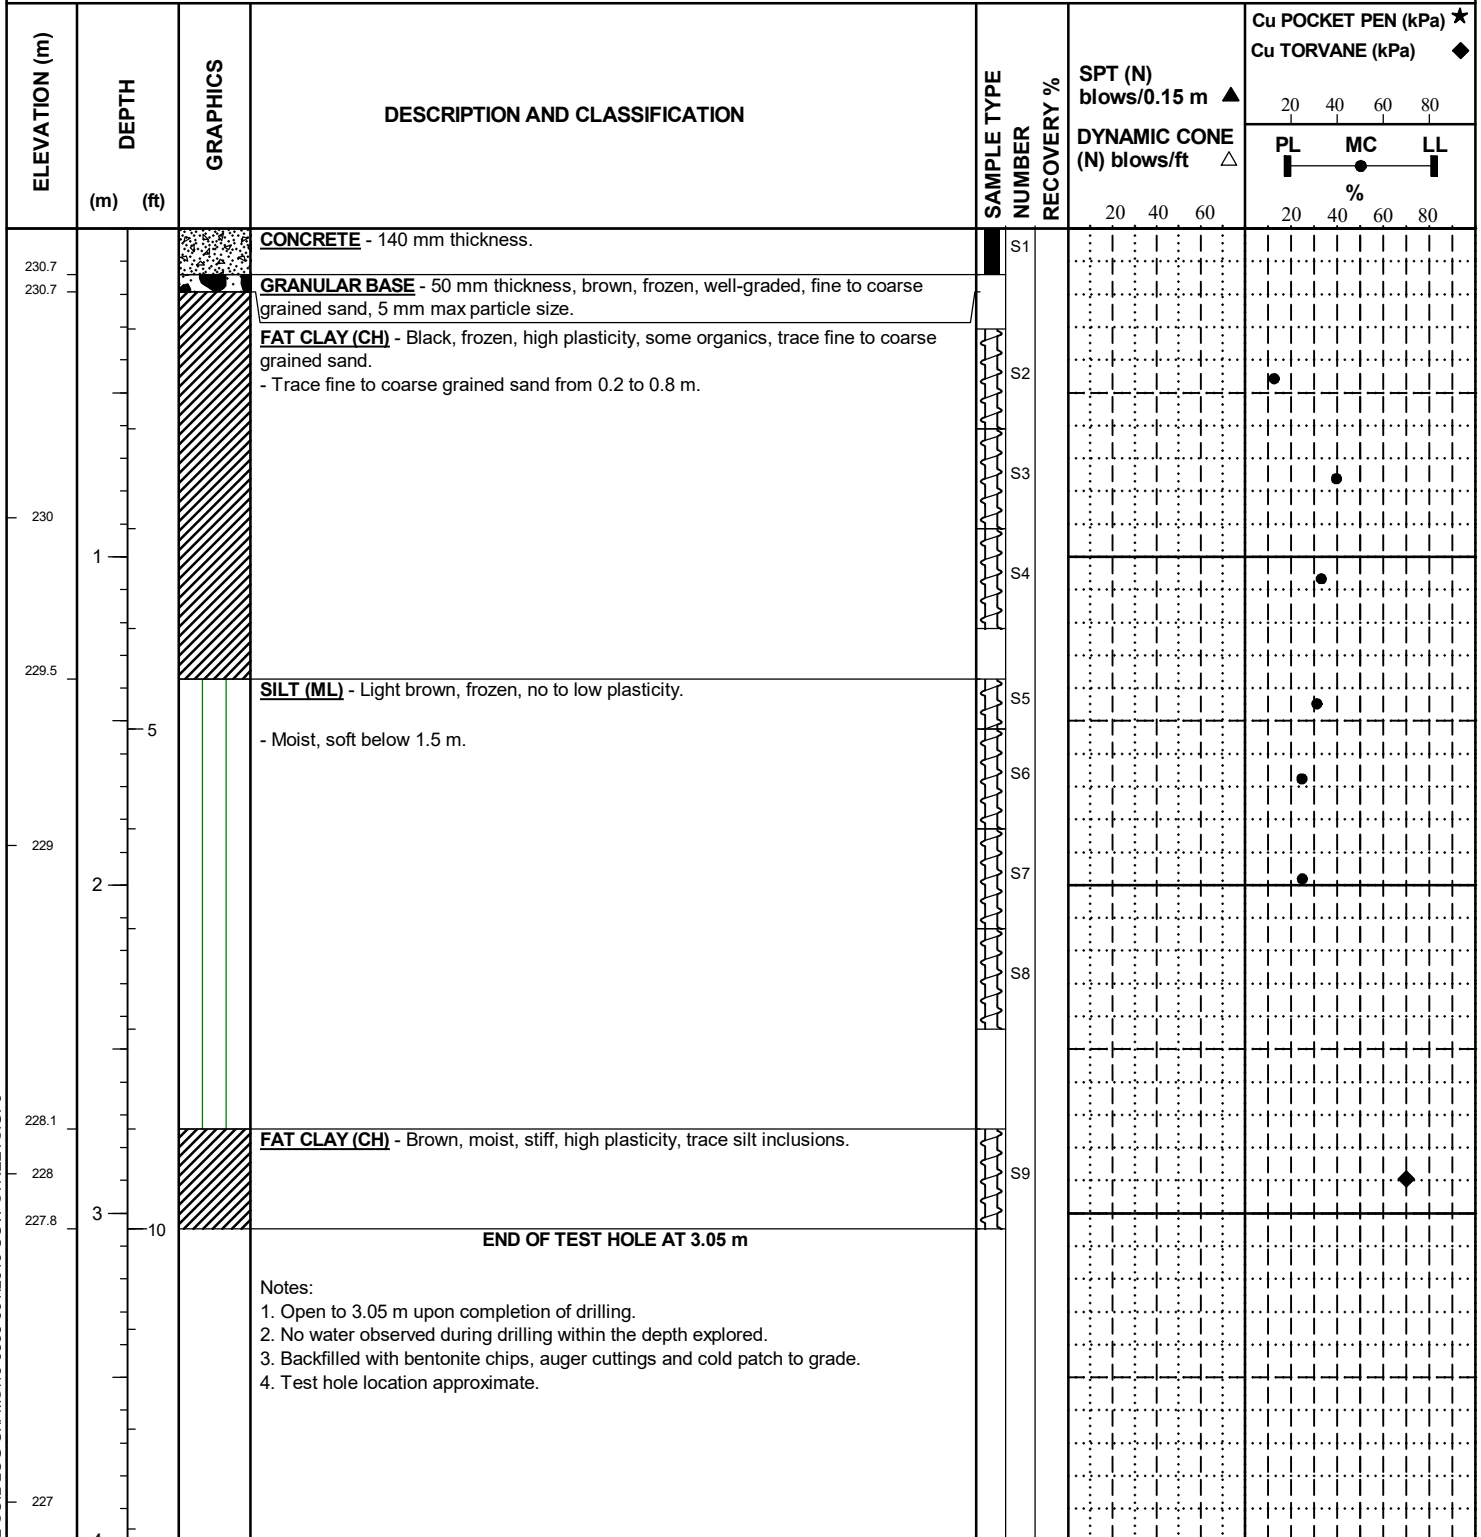 Cu POCKET PEN (kPa) ★
Cu TORVANE (kPa) ◆
20 40 60 80
ELEVATION (m)
DEPTH
(m) (ft)
GRAPHICS
DESCRIPTION AND CLASSIFICATION
SAMPLE TYPE
NUMBER
RECOVERY %
SPT (N)
blows/0.15 m ▲
DYNAMIC CONE
(N) blows/ft △
20 40 60
PL MC LL
%
20 40 60 80
CONCRETE - 140 mm thickness.
S1
230.7
230.7
GRANULAR BASE - 50 mm thickness, brown, frozen, well-graded, fine to coarse
grained sand, 5 mm max particle size.
FAT CLAY (CH) - Black, frozen, high plasticity, some organics, trace fine to coarse
grained sand.
- Trace fine to coarse grained sand from 0.2 to 0.8 m.
S2
S3
230
1
S4
229.5
SILT (ML) - Light brown, frozen, no to low plasticity.
S5
5
- Moist, soft below 1.5 m.
S6
229
S7
2
S8
228.1
FAT CLAY (CH) - Brown, moist, stiff, high plasticity, trace silt inclusions.
228
S9
3
227.8
10
END OF TEST HOLE AT 3.05 m
Notes:
1. Open to 3.05 m upon completion of drilling.
2. No water observed during drilling within the depth explored.
3. Backfilled with bentonite chips, auger cuttings and cold patch to grade.
4. Test hole location approximate.
227